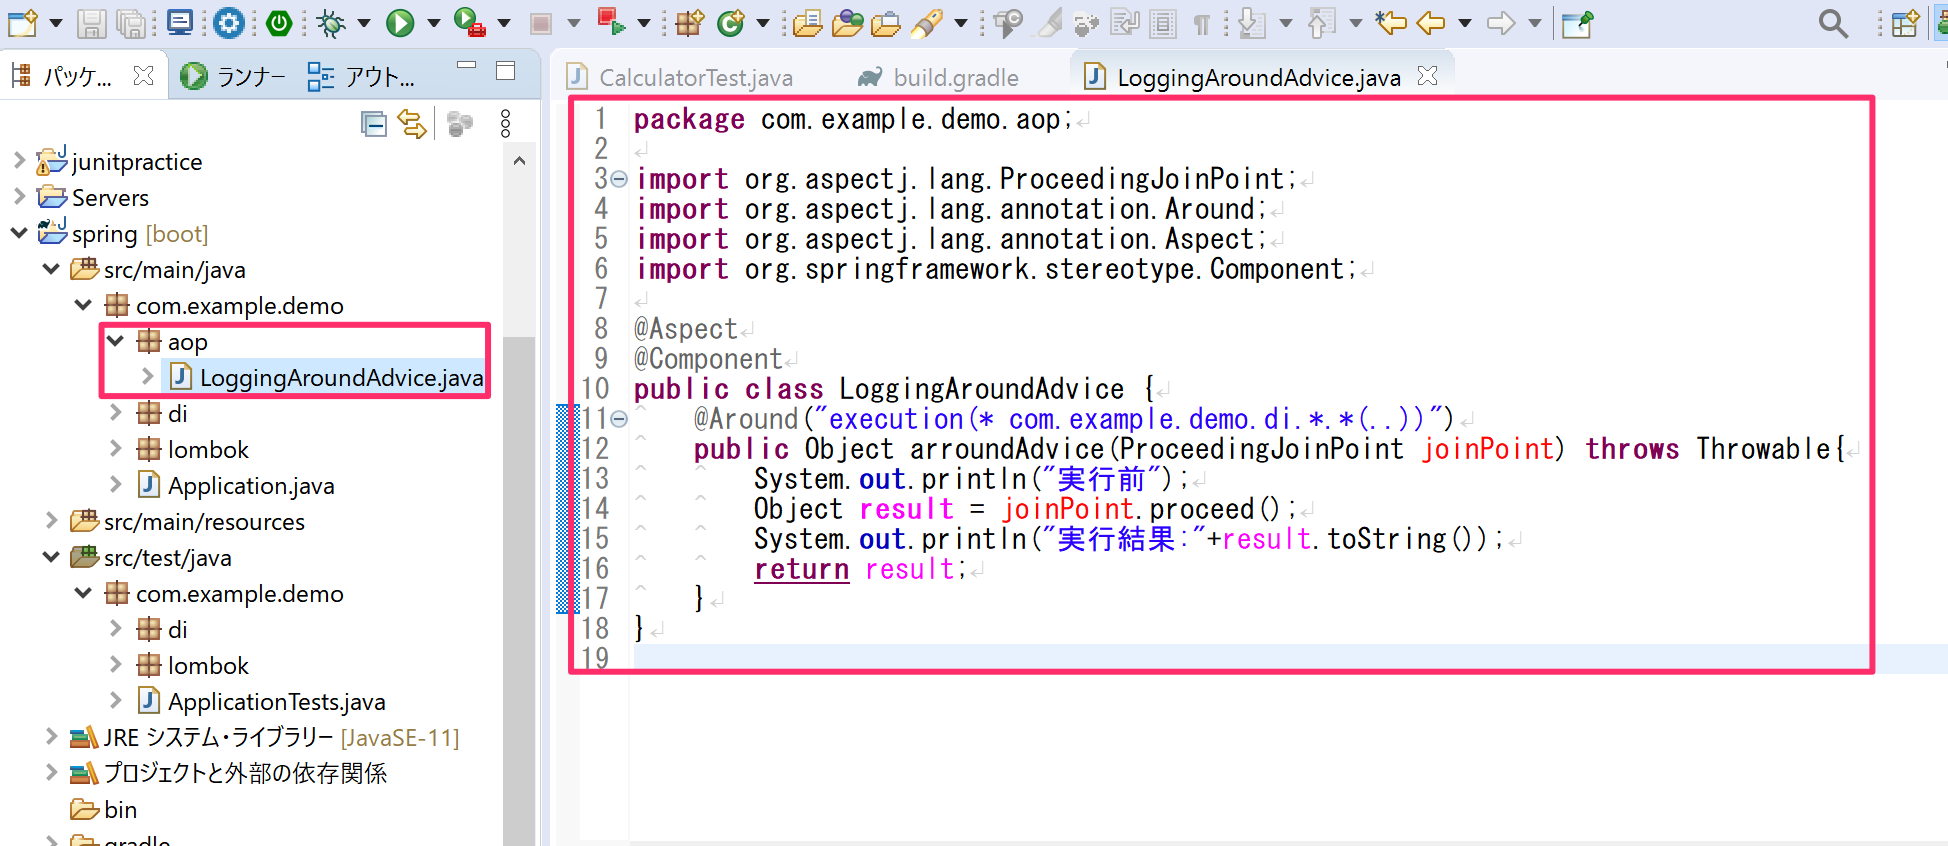 パッケ...
ランナー
アウト...
junitpractice
Servers
spring [boot]
src/main/java
com.example.demo
aop
LoggingAroundAdvice.java
di
lombok
Application.java
src/main/resources
src/test/java
com.example.demo
di
lombok
ApplicationTests.java
JRE システム・ライブラリー [JavaSE-11]
プロジェクトと外部の依存関係
bin
gradle
CalculatorTest.java
build.gradle
LoggingAroundAdvice.java
1 package com.example.demo.aop;
2
3 import org.aspectj.lang.ProceedingJoinPoint;
4 import org.aspectj.lang.annotation.Around;
5 import org.aspectj.lang.annotation.Aspect;
6 import org.springframework.stereotype.Component;
7
8 @Aspect
9 @Component
10 public class LoggingAroundAdvice {
11 @Around("execution(* com.example.demo.di.*.*(..))")
12 public Object arroundAdvice(ProceedingJoinPoint joinPoint) throws Throwable{
13 System.out.println("実行前");
14 Object result = joinPoint.proceed();
15 System.out.println("実行結果:"+result.toString());
16 return result;
17 }
18 }
19